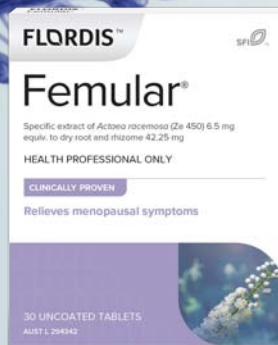 FLORDIS™
SFI
Femular®
Specific extract of Actaea racemosa (Ze 450) 6.5 mg
equiv. to dry root and rhizome 42.25 mg
HEALTH PROFESSIONAL ONLY
CLINICALLY PROVEN
Relieves menopausal symptoms
30 UNCOATED TABLETS
AUST L 294342